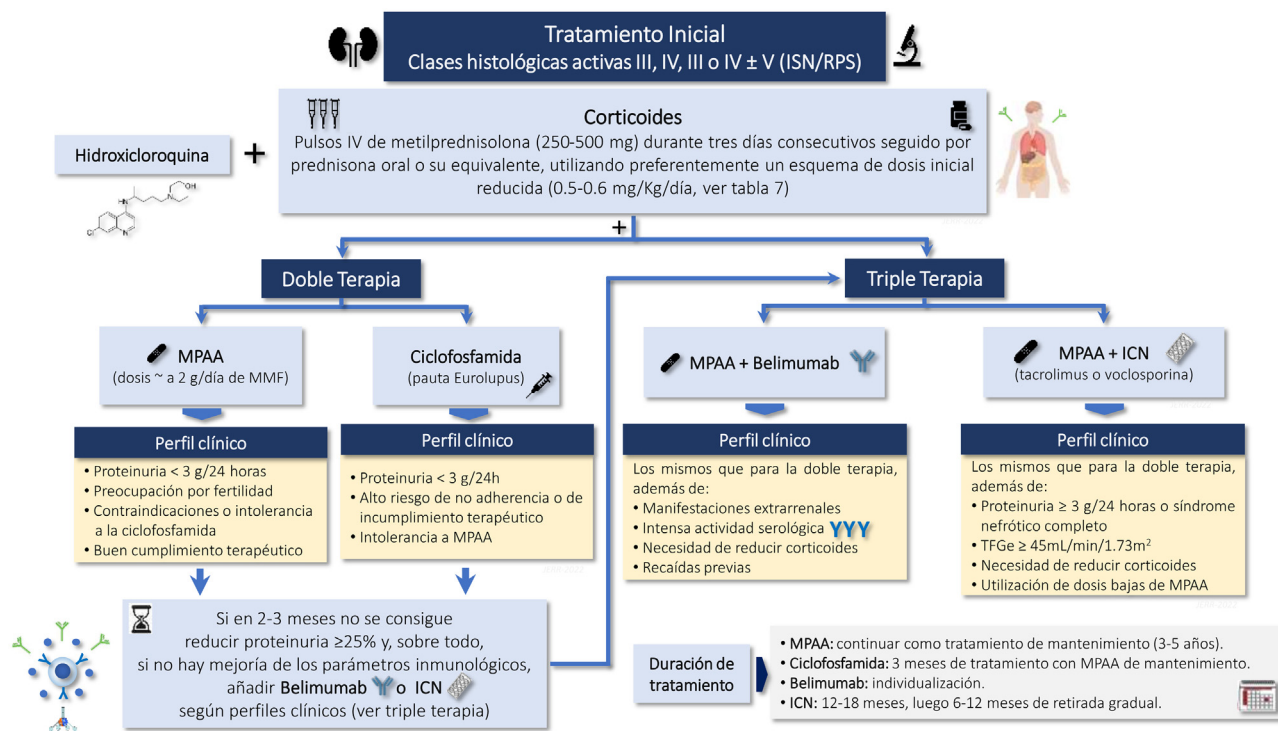 Tratamiento Inicial
Clases histológicas activas III, IV, III o IV ± V (ISN/RPS)
Corticoides
Pulsos IV de metilprednisolona (250-500 mg) durante tres días consecutivos seguido por
prednisona oral o su equivalente, utilizando preferentemente un esquema de dosis inicial
reducida (0.5-0.6 mg/Kg/día, ver tabla 7)
Hidroxicloroquina
+
OH
N
HN
Cl
N
+
Doble Terapia
Triple Terapia
MPAA
(dosis ~ a 2 g/día de MMF)
Ciclofosfamida
(pauta Eurolupus)
MPAA + Belimumab
MPAA + ICN
(tacrolimus o voclosporina)
Perfil clínico
• Proteinuria < 3 g/24 horas
• Preocupación por fertilidad
• Contraindicaciones o intolerancia
a la ciclofosfamida
• Buen cumplimiento terapéutico
Perfil clínico
• Proteinuria < 3 g/24h
• Alto riesgo de no adherencia o de
incumplimiento terapéutico
• Intolerancia a MPAA
Perfil clínico
Los mismos que para la doble terapia,
además de:
• Manifestaciones extrarrenales
• Intensa actividad serológica YYY
• Necesidad de reducir corticoides
• Recaídas previas
Perfil clínico
Los mismos que para la doble terapia,
además de:
• Proteinuria ≥ 3 g/24 horas o síndrome
nefrótico completo
• TFGe ≥ 45mL/min/1.73m²
• Necesidad de reducir corticoides
• Utilización de dosis bajas de MPAA
Si en 2-3 meses no se consigue
reducir proteinuria ≥25% y, sobre todo,
si no hay mejoría de los parámetros inmunológicos,
añadir Belimumab o ICN
según perfiles clínicos (ver triple terapia)
Duración de
tratamiento
• MPAA: continuar como tratamiento de mantenimiento (3-5 años).
• Ciclofosfamida: 3 meses de tratamiento con MPAA de mantenimiento.
• Belimumab: individualización.
• ICN: 12-18 meses, luego 6-12 meses de retirada gradual.